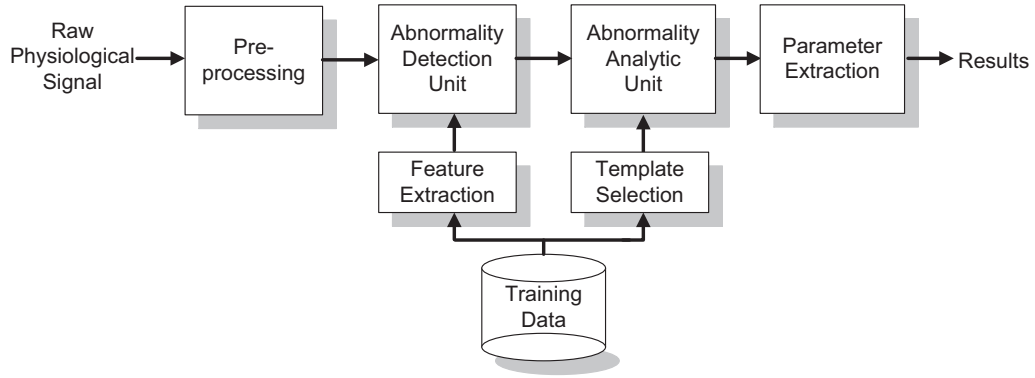 Raw
Physiological
Signal
Pre-
processing
Abnormality
Detection
Unit
Abnormality
Analytic
Unit
Parameter
Extraction
Results
Feature
Extraction
Template
Selection
Training
Data